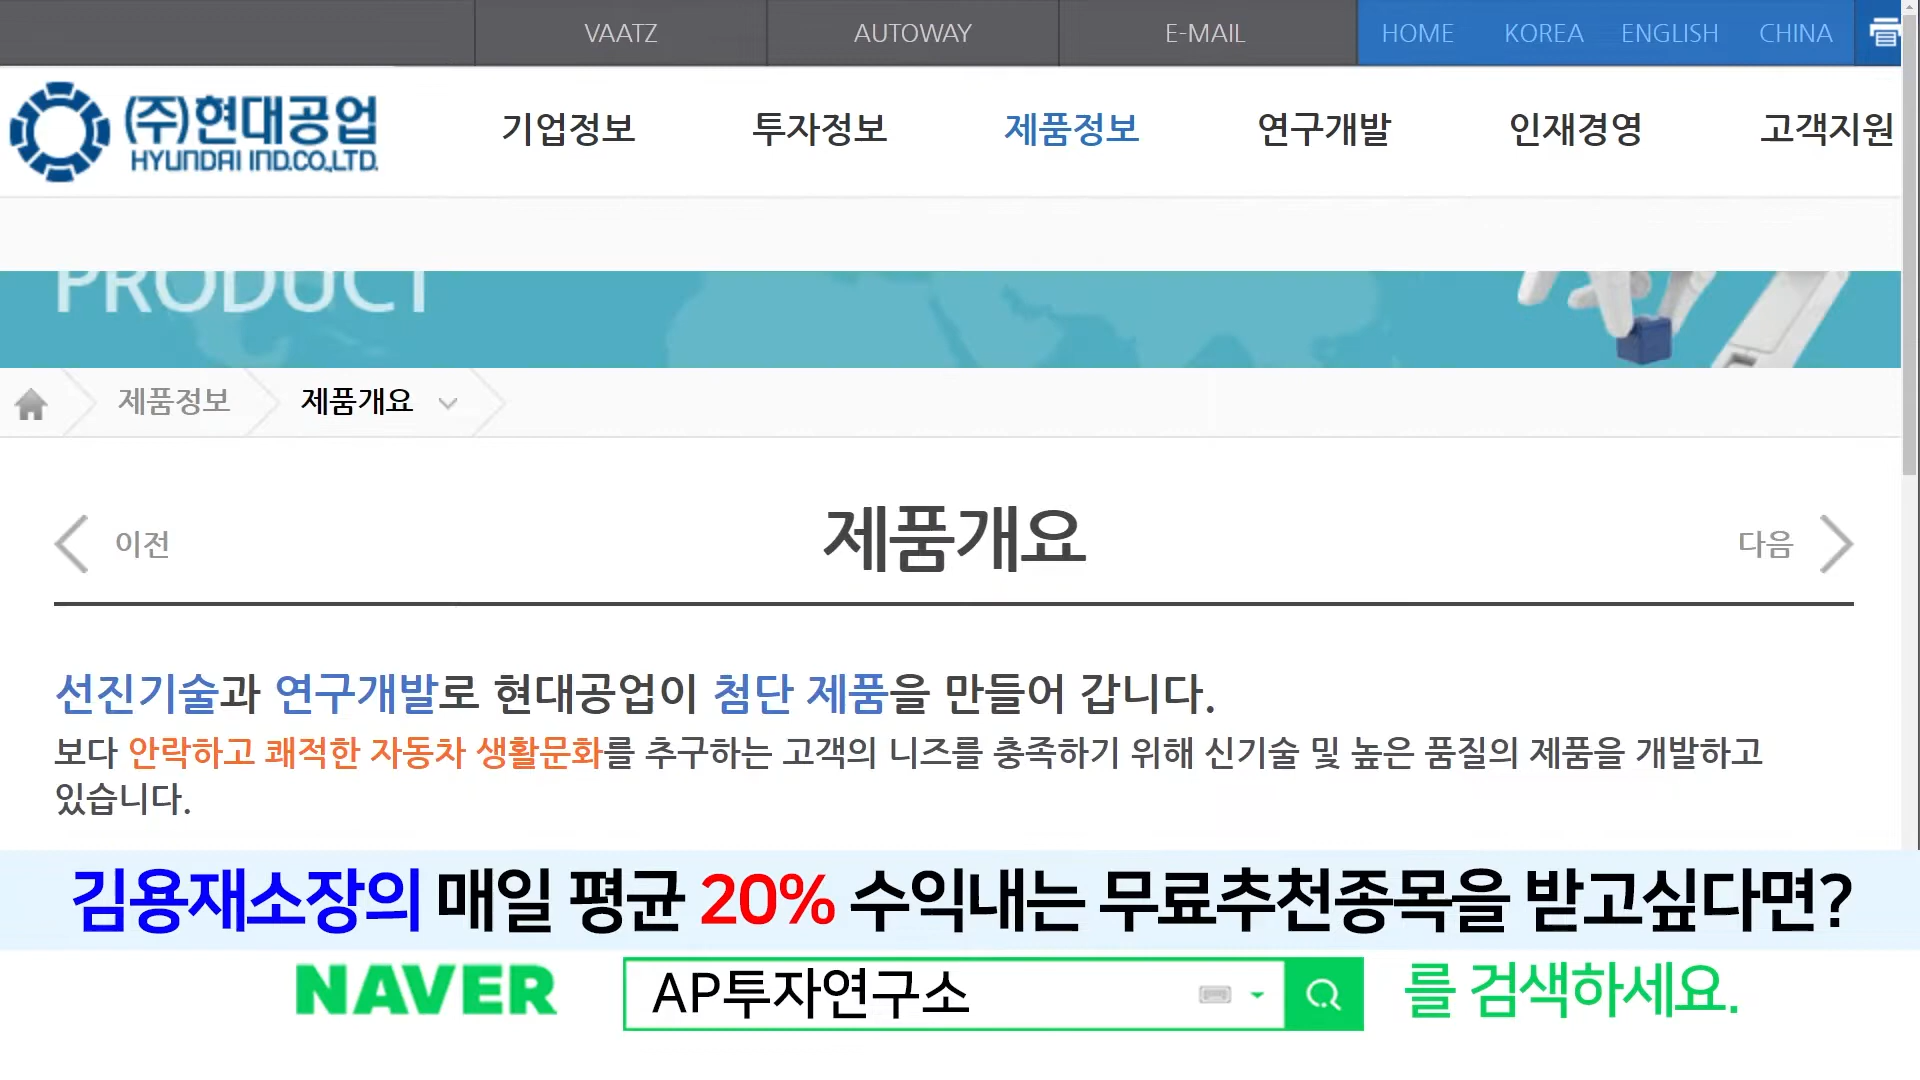 VAATZ AUTOWAY E-MAIL HOME KOREA ENGLISH CHINA
(주)현대공업
HYUNDAI IND.CO.,LTD.
기업정보 투자정보 제품정보 연구개발 인재경영 고객지원
PRODUCT
제품정보 제품개요
이전 제품개요 다음
선진기술과 연구개발로 현대공업이 첨단 제품을 만들어 갑니다.
보다 안락하고 쾌적한 자동차 생활문화를 추구하는 고객의 니즈를 충족하기 위해 신기술 및 높은 품질의 제품을 개발하고
있습니다.
김용재소장의 매일 평균 20% 수익내는 무료추천종목을 받고싶다면?
NAVER AP투자연구소 를 검색하세요.